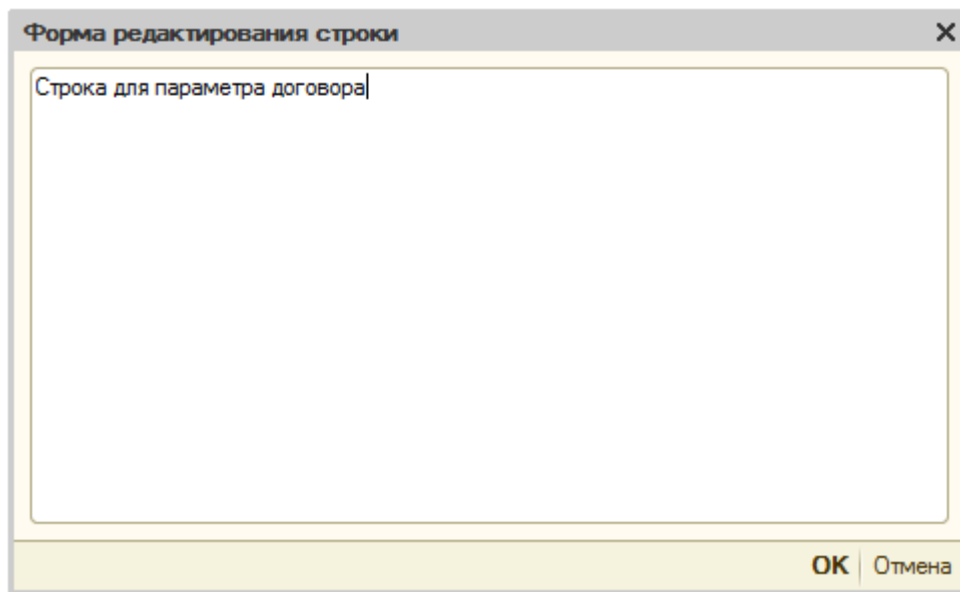 Форма редактирования строки
Строка для параметра договора
OK Отмена